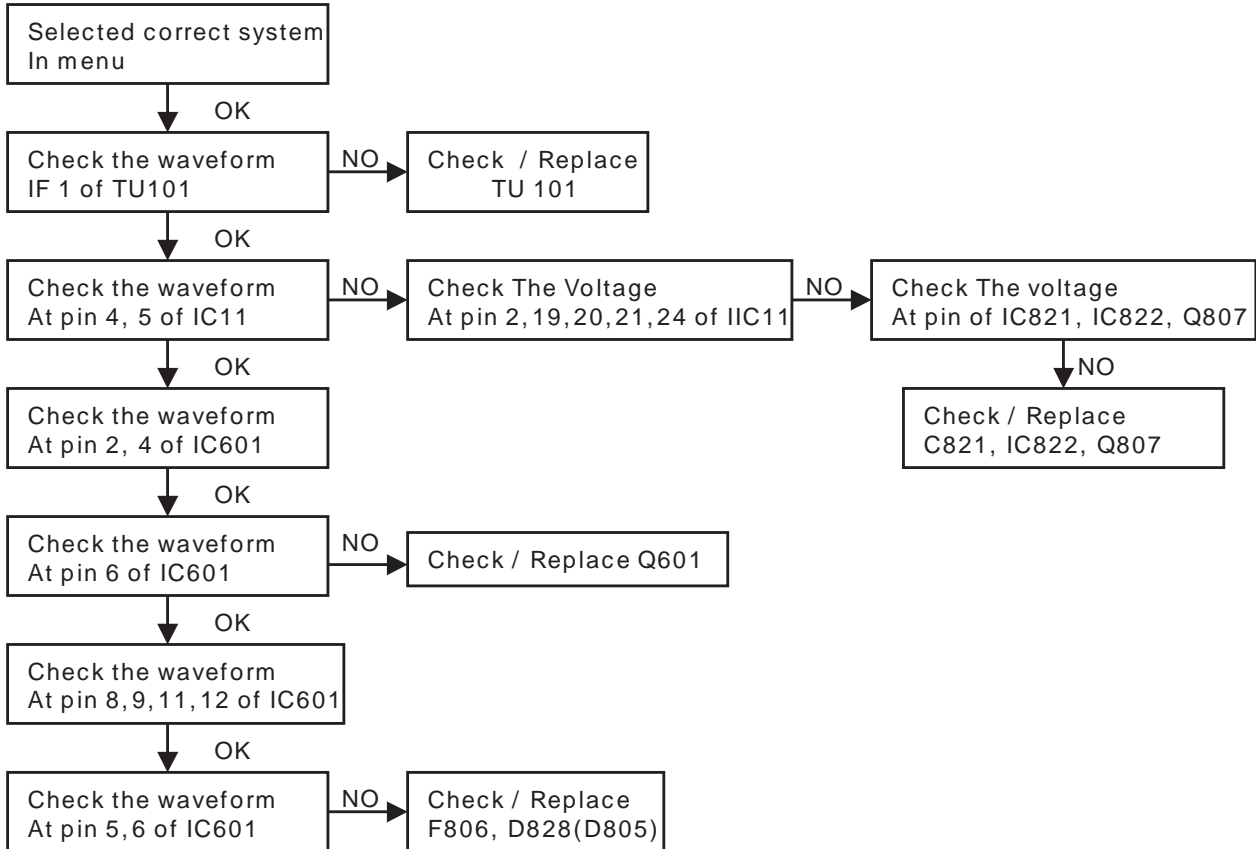 Selected correct system
In menu
OK
Check the waveform
IF 1 of TU101
NO
Check / Replace
TU 101
OK
Check the waveform
At pin 4, 5 of IC11
NO
Check The Voltage
At pin 2,19,20,21,24 of IIC11
NO
Check The voltage
At pin of IC821, IC822, Q807
NO
Check / Replace
C821, IC822, Q807
OK
Check the waveform
At pin 2, 4 of IC601
OK
Check the waveform
At pin 6 of IC601
NO
Check / Replace Q601
OK
Check the waveform
At pin 8,9,11,12 of IC601
OK
Check the waveform
At pin 5,6 of IC601
NO
Check / Replace
F806, D828(D805)